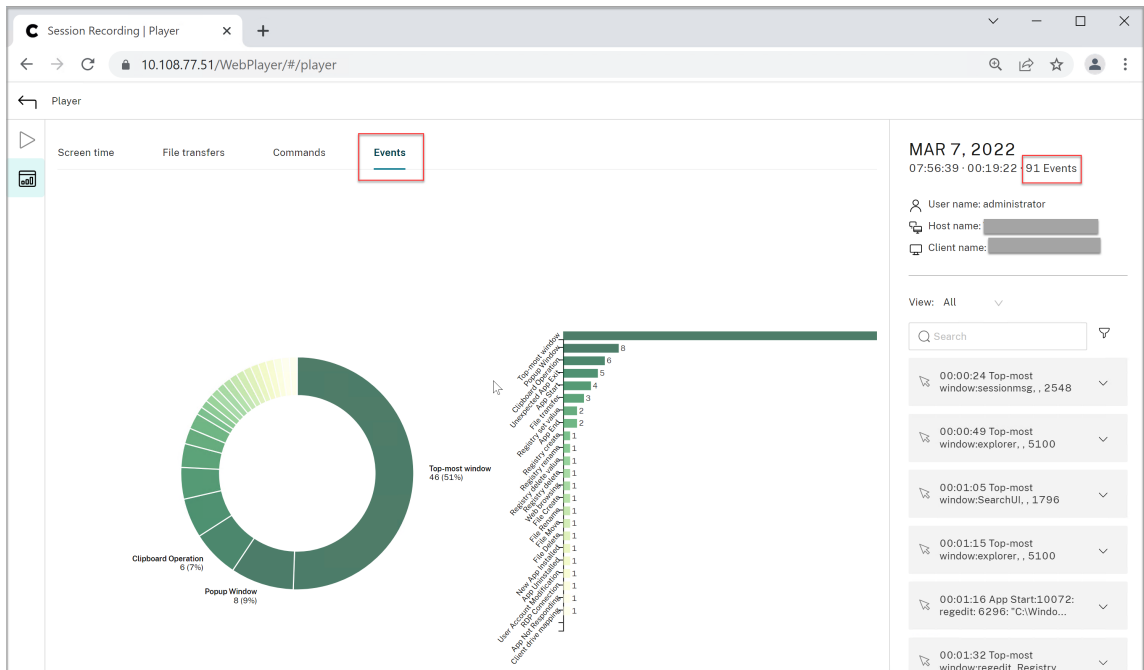 Session Recording | Player
10.108.77.51/WebPlayer/#/player
Player
Screen time
File transfers
Commands
Events
MAR 7, 2022
07:56:39 · 00:19:22 · 91 Events
User name: administrator
Host name:
Client name:
View: All
Search
00:00:24 Top-most
window:sessionmsg, , 2548
00:00:49 Top-most
window:explorer, , 5100
00:01:05 Top-most
window:SearchUI, , 1796
00:01:15 Top-most
window:explorer, , 5100
00:01:16 App Start:10072:
regedit: 6296: "C:\Windo...
00:01:32 Top-most
window:regedit, Registry
Top-most window
46 (51%)
Clipboard Operation
6 (7%)
Popup Window
8 (9%)
Top-most window
Popup Window
8
Clipboard Operation
6
Unexpected App Exit
5
App Start
4
File transfer
3
Registry set value
2
App End
2
Registry create
1
Registry rename
1
Registry delete value
1
Registry delete
1
Web browsing
1
File Create
1
File Rename
1
File Move
1
File Delete
1
New App Installed
1
App Uninstalled
1
User Account Modification
1
RDP Connection
1
App Not Responding
1
Client drive mapping
1